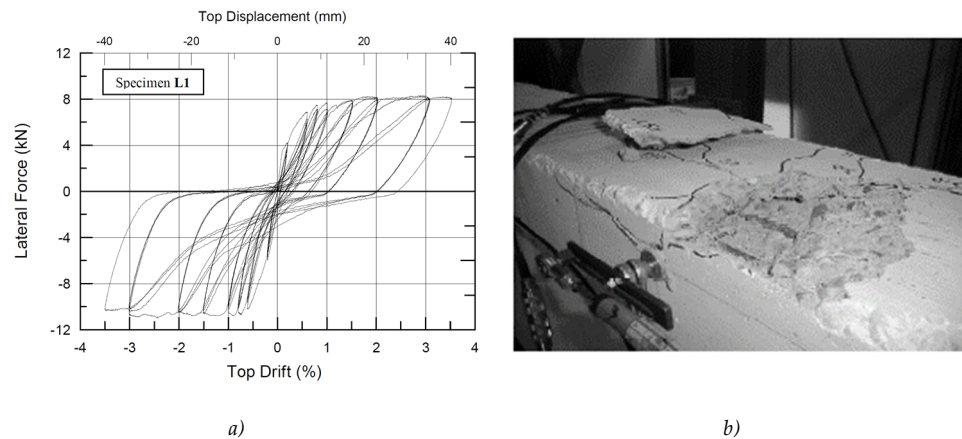 Top Displacement (mm)
-40 -20 0 20 40
Specimen L1
12
8
4
0
-4
-8
-12
Lateral Force (kN)
-4 -3 -2 -1 0 1 2 3 4
Top Drift (%)
a) b)